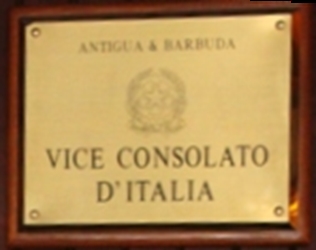 ANTIGUA & BARBUDA
VICE CONSOLATO
D'ITALIA